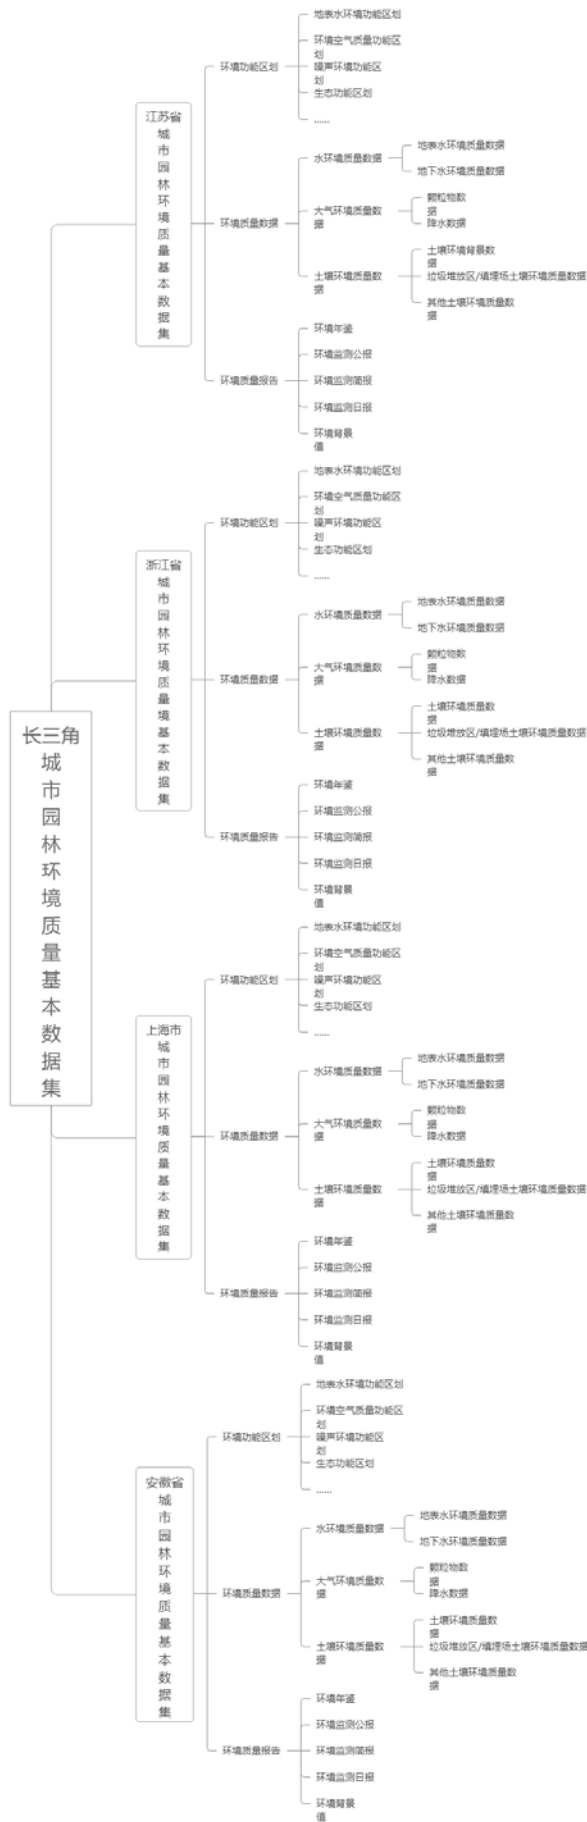 长三角
城
市
园
林
环
境
质
量
基
本
数
据
集
江苏省
城
市
园
林
环
境
质
量
基
本
数
据
集
环境功能区划
地表水环境功能区划
环境空气质量功能区
划
噪声环境功能区
划
生态功能区划
......
环境质量数据
水环境质量数据
地表水环境质量数据
地下水环境质量数据
大气环境质量数
据
颗粒物数
据
降水数据
土壤环境质量数
据
土壤环境背景数
据
垃圾堆放区/填埋场土壤环境质量数据
其他土壤环境质量数
据
环境质量报告
环境年鉴
环境监测公报
环境监测简报
环境监测日报
环境背景
值
浙江省
城
市
园
林
环
境
质
量
境
基
本
数
据
集
环境功能区划
地表水环境功能区划
环境空气质量功能区
划
噪声环境功能区
划
生态功能区划
......
环境质量数据
水环境质量数据
地表水环境质量数据
地下水环境质量数据
大气环境质量数
据
颗粒物数
据
降水数据
土壤环境质量数
据
土壤环境质量数
据
垃圾堆放区/填埋场土壤环境质量数据
其他土壤环境质量数
据
环境质量报告
环境年鉴
环境监测公报
环境监测简报
环境监测日报
环境背景
值
上海市
城
市
园
林
环
境
质
量
基
本
数
据
集
环境功能区划
地表水环境功能区划
环境空气质量功能区
划
噪声环境功能区
划
生态功能区划
......
环境质量数据
水环境质量数据
地表水环境质量数据
地下水环境质量数据
大气环境质量数
据
颗粒物数
据
降水数据
土壤环境质量数
据
土壤环境质量数
据
垃圾堆放区/填埋场土壤环境质量数据
其他土壤环境质量数
据
环境质量报告
环境年鉴
环境监测公报
环境监测简报
环境监测日报
环境背景
值
安徽省
城
市
园
林
环
境
质
量
基
本
数
据
集
环境功能区划
地表水环境功能区划
环境空气质量功能区
划
噪声环境功能区
划
生态功能区划
......
环境质量数据
水环境质量数据
地表水环境质量数据
地下水环境质量数据
大气环境质量数
据
颗粒物数
据
降水数据
土壤环境质量数
据
土壤环境质量数
据
垃圾堆放区/填埋场土壤环境质量数据
其他土壤环境质量数
据
环境质量报告
环境年鉴
环境监测公报
环境监测简报
环境监测日报
环境背景
值